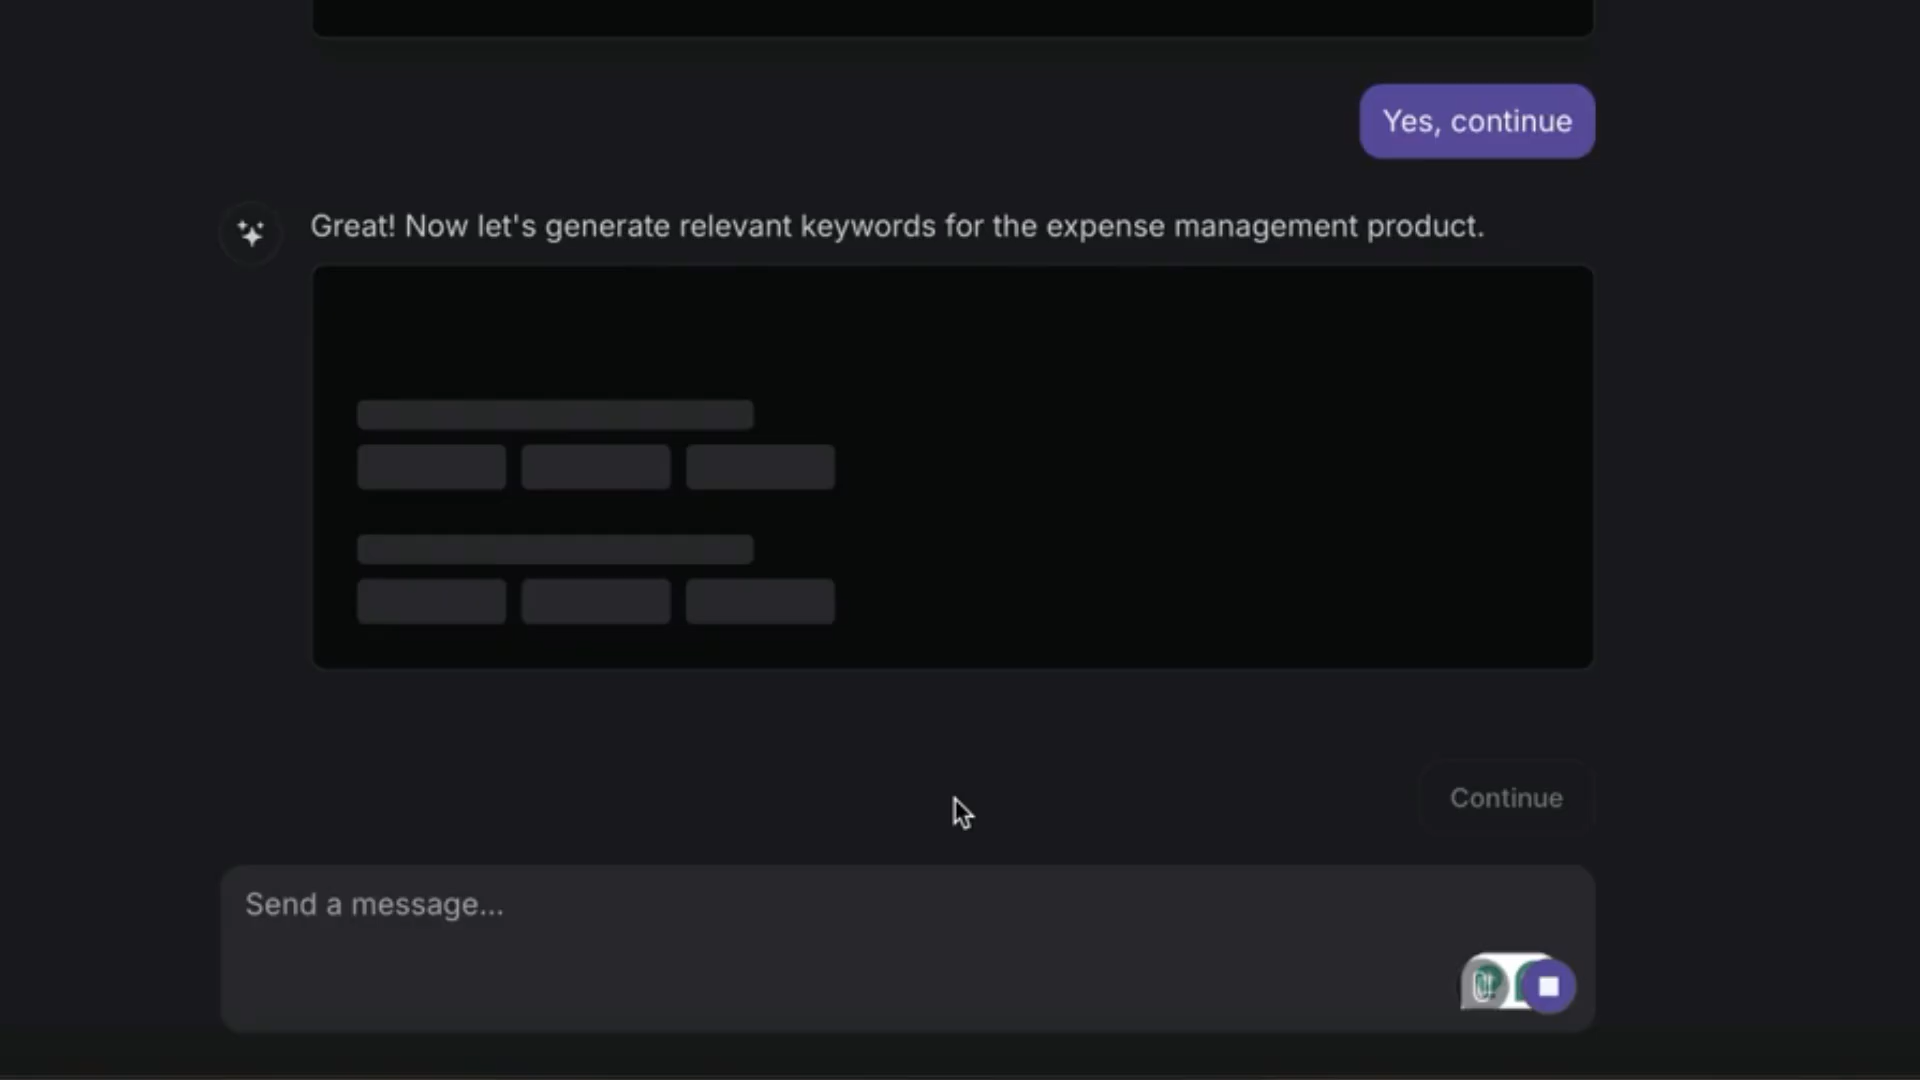 Yes, continue
Great! Now let's generate relevant keywords for the expense management product.
Continue
Send a message...